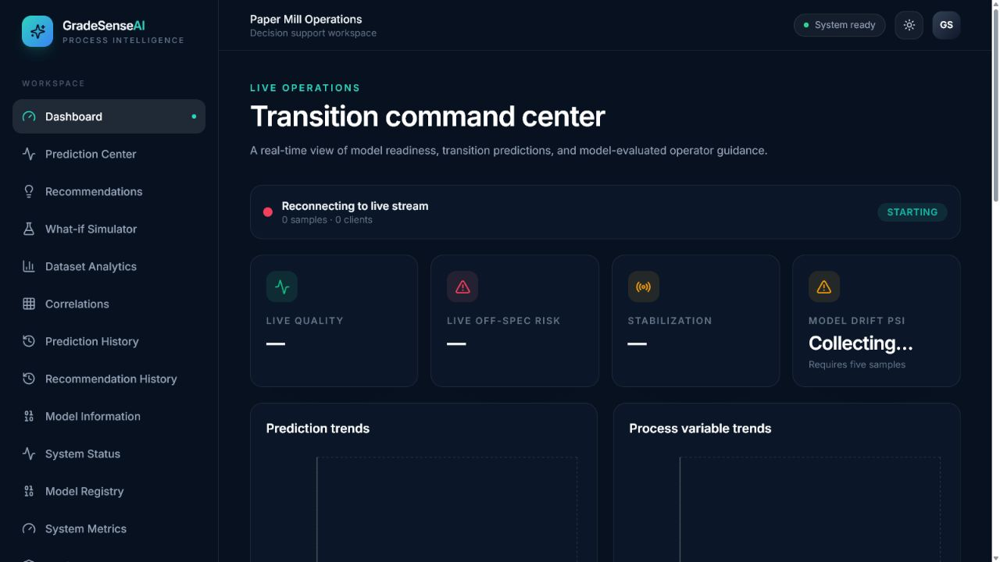 GradeSenseAI
PROCESS INTELLIGENCE
WORKSPACE
Dashboard
Prediction Center
Recommendations
What-if Simulator
Dataset Analytics
Correlations
Prediction History
Recommendation History
Model Information
System Status
Model Registry
System Metrics
Paper Mill Operations
Decision support workspace
System ready
GS
LIVE OPERATIONS
Transition command center
A real-time view of model readiness, transition predictions, and model-evaluated operator guidance.
Reconnecting to live stream
0 samples · 0 clients
STARTING
LIVE QUALITY
—
LIVE OFF-SPEC RISK
—
STABILIZATION
—
MODEL DRIFT PSI
Collecting…
Requires five samples
Prediction trends
Process variable trends